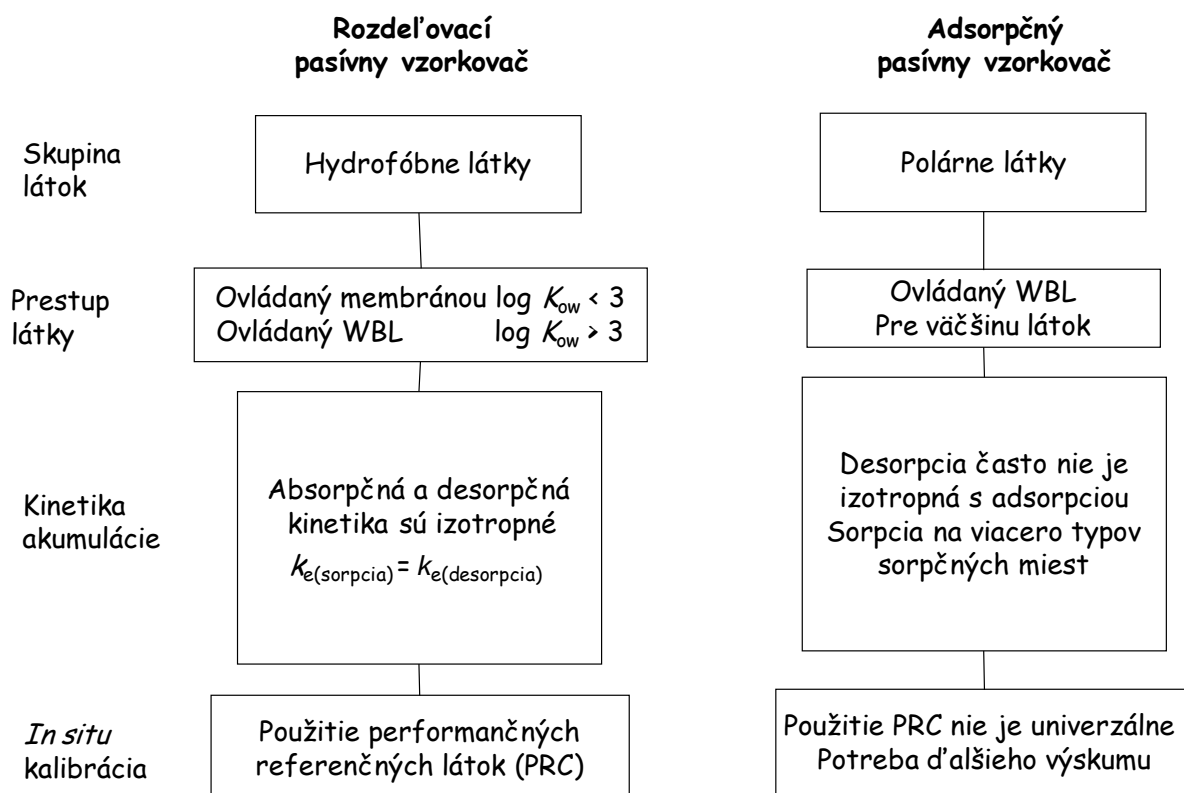 Rozdeľovací
pasívny vzorkovač
Adsorpčný
pasívny vzorkovač
Skupina
látok
Hydrofóbne látky
Polárne látky
Prestup
látky
Ovládaný membránou log Kow < 3
Ovládaný WBL log Kow > 3
Ovládaný WBL
Pre väčšinu látok
Kinetika
akumulácie
Absorpčná a desorpčná
kinetika sú izotropné
ke(sorpcia) = ke(desorpcia)
Desorpcia často nie je
izotropná s adsorpciou
Sorpcia na viacero typov
sorpčných miest
In situ
kalibrácia
Použitie performančných
referenčných látok (PRC)
Použitie PRC nie je univerzálne
Potreba ďalšieho výskumu